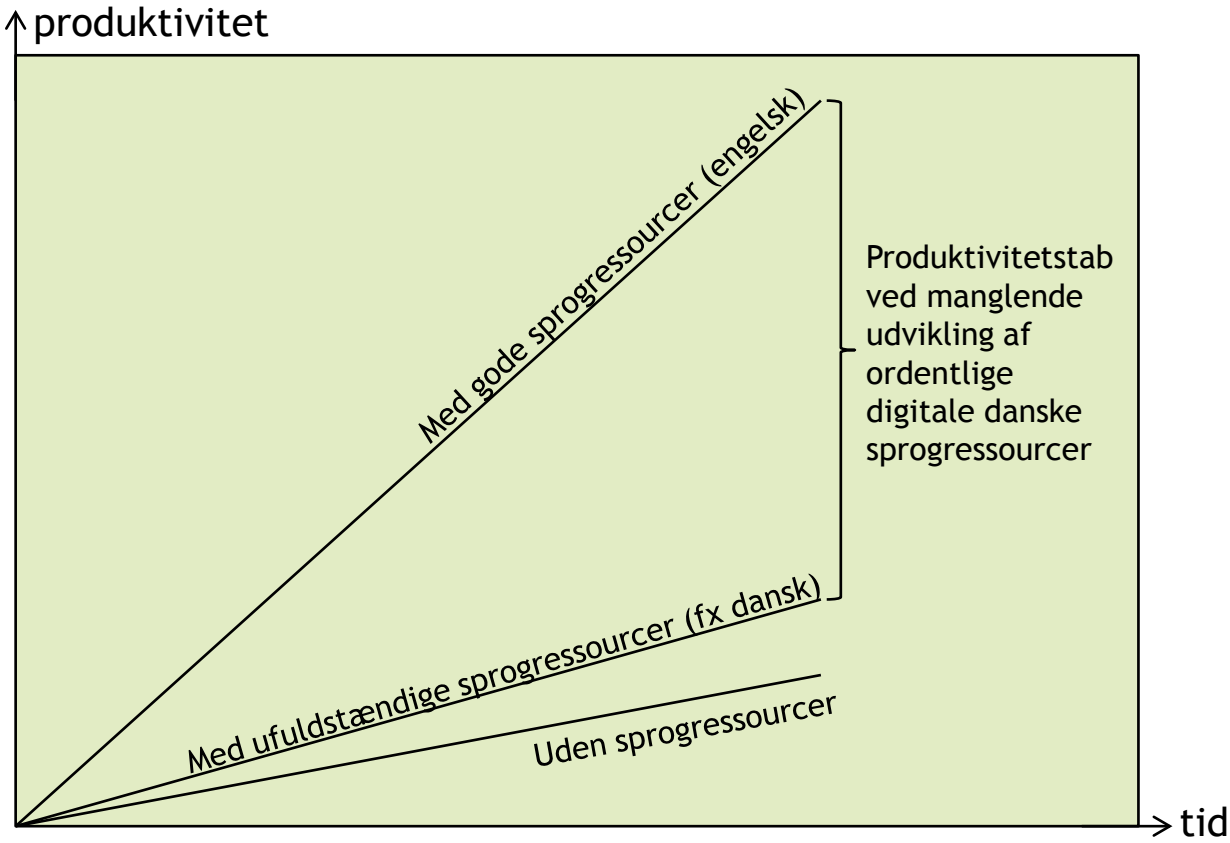 produktivitet
Med gode sprogressourcer (engelsk)
Produktivitetstab
ved manglende
udvikling af
ordentlige
digitale danske
sprogressourcer
Med ufuldstændige sprogressourcer (fx dansk)
Uden sprogressourcer
tid